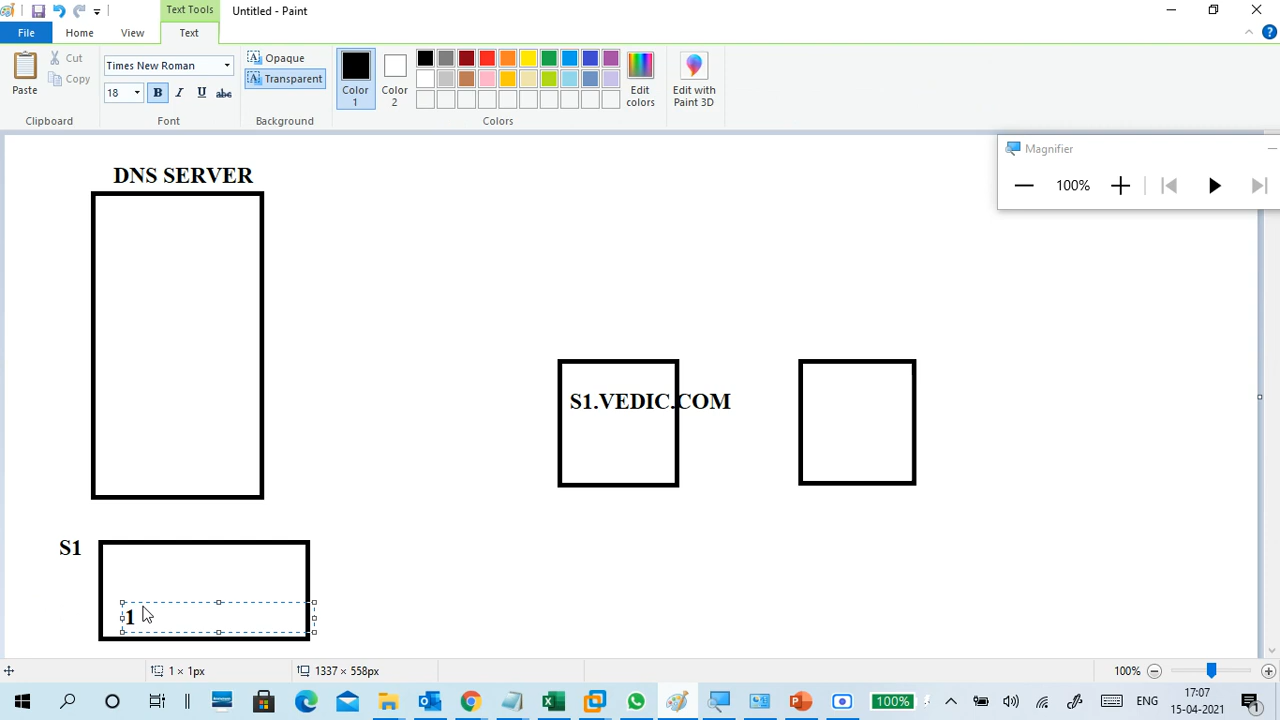 Text Tools
Untitled - Paint
File
Home
View
Text
Paste
Cut
Copy
Clipboard
Times New Roman
18
B
I
U
abc
Font
Opaque
Transparent
Background
Color 1
Color 2
Edit colors
Colors
Edit with Paint 3D
Magnifier
100%
DNS SERVER
S1.VEDIC.COM
S1
1
1 × 1px
1337 × 558px
100%
100%
ENG
17:07
15-04-2021
1